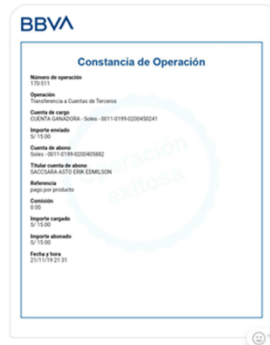 BBVA
Constancia de Operación
Número de operación
170-511
Operación
Transferencia a Cuentas de Terceros
Cuenta de cargo
CUENTA GANADORA - Soles - 0011-0199-0200450241
Importe enviado
S/ 15.00
Cuenta de abono
Soles - 0011-0199-0200405882
Titular cuenta de abono
SACCSARA ASTO ERIK EDMILSON
Referencia
pago por producto
Comisión
0.00
Importe cargado
S/ 15.00
Importe abonado
S/ 15.00
Fecha y hora
21/11/19 21:31
operación
exitosa